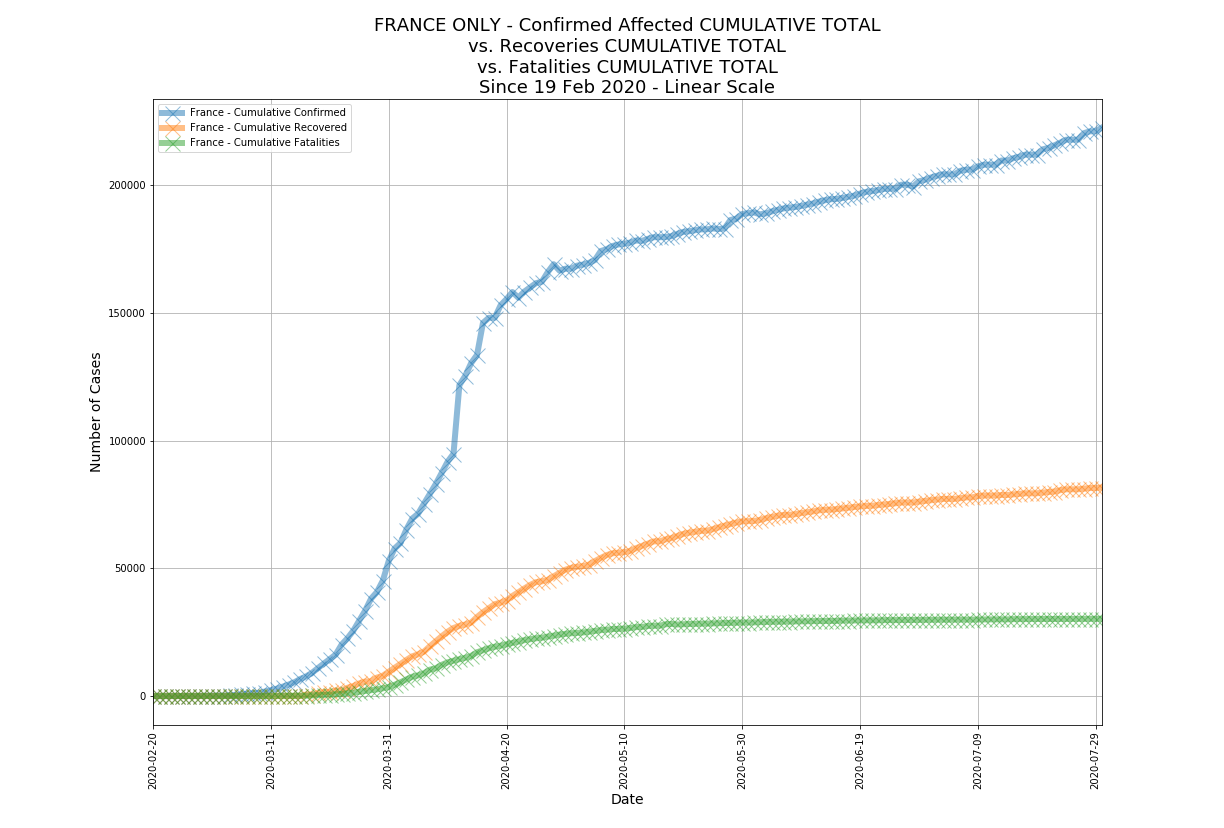 FRANCE ONLY - Confirmed Affected CUMULATIVE TOTAL
vs. Recoveries CUMULATIVE TOTAL
vs. Fatalities CUMULATIVE TOTAL
Since 19 Feb 2020 - Linear Scale
France - Cumulative Confirmed
France - Cumulative Recovered
France - Cumulative Fatalities
Number of Cases
200000
150000
100000
50000
0
2020-02-20
2020-03-11
2020-03-31
2020-04-20
2020-05-10
2020-05-30
2020-06-19
2020-07-09
2020-07-29
Date